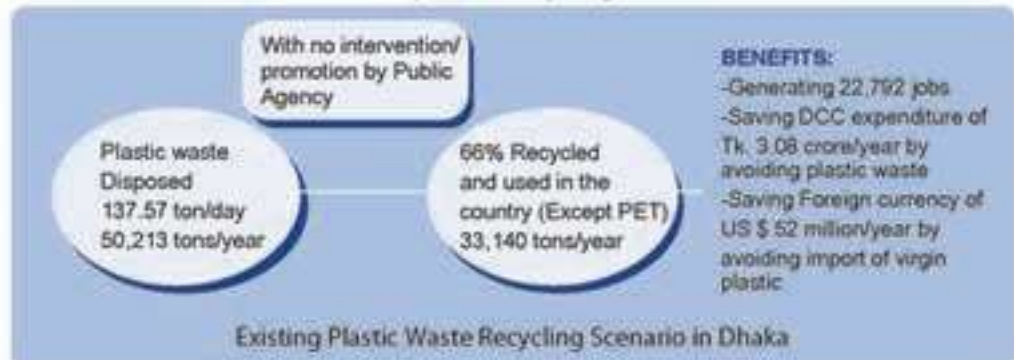 With no intervention/
promotion by Public
Agency
Plastic waste
Disposed
137.57 ton/day
50,213 tons/year
66% Recycled
and used in the
country (Except PET)
33,140 tons/year
BENEFITS:
-Generating 22,792 jobs
-Saving DCC expenditure of
Tk. 3.08 crore/year by
avoiding plastic waste
-Saving Foreign currency of
US $ 52 million/year by
avoiding import of virgin
plastic
Existing Plastic Waste Recycling Scenario in Dhaka